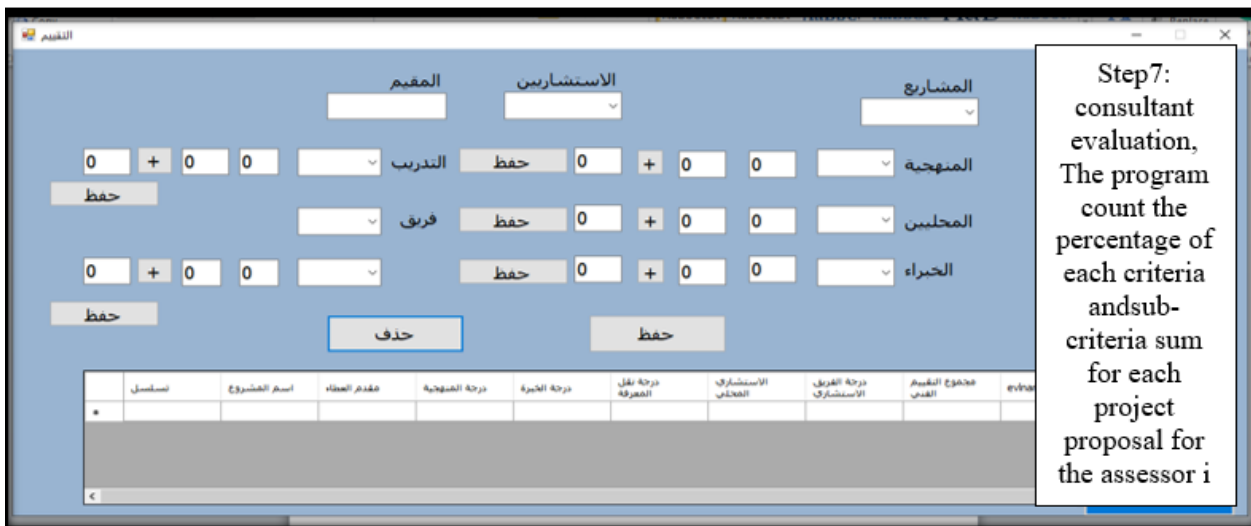 التقييم
المشاريع
الاستشاريين
المقيم
المنهجية
0
0
+
0
حفظ
التدريب
0
0
+
0
حفظ
المحليين
0
0
+
0
حفظ
فريق
الخبراء
0
0
+
0
حفظ
0
0
+
0
حفظ
حفظ
حذف
تسلسل
اسم المشروع
مقدم العطاء
درجة المنهجية
درجة الخبرة
درجة نقل
المعرفة
الاستشاري
المحلي
درجة الفريق
الاستشاري
مجموع التقييم
الفني
Step7:
consultant
evaluation,
The program
count the
percentage of
each criteria
andsub-
criteria sum
for each
project
proposal for
the assessor i